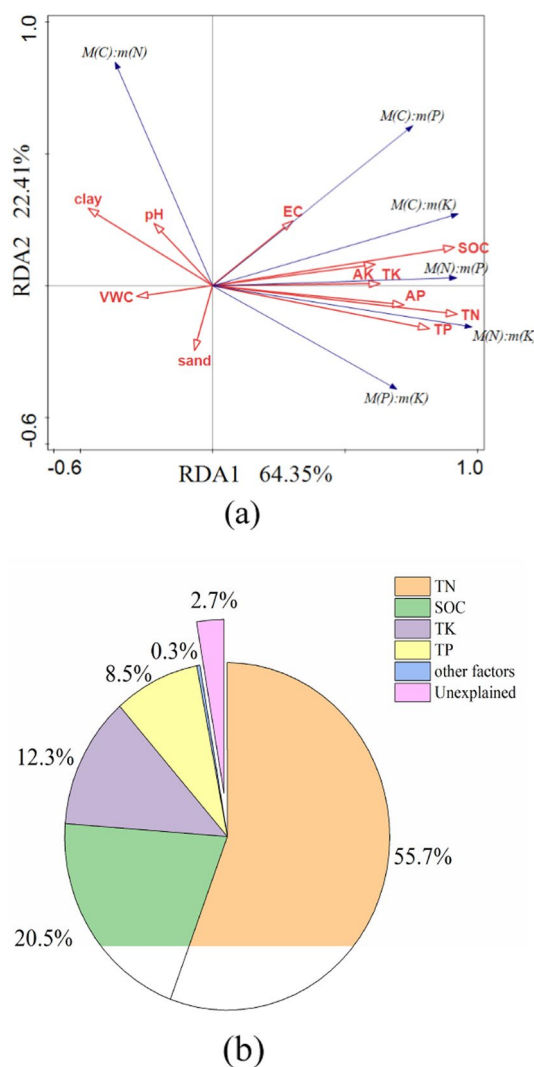 1.0
M(C):m(N)
M(C):m(P)
M(C):m(K)
clay
pH
EC
SOC
AK TK
M(N):m(P)
VWC
AP
TN
TP
M(N):m(K
sand
M(P):m(K)
RDA2 22.41%
-0.6
-0.6
RDA1 64.35%
1.0
(a)
2.7%
0.3%
8.5%
12.3%
20.5%
55.7%
TN
SOC
TK
TP
other factors
Unexplained
(b)